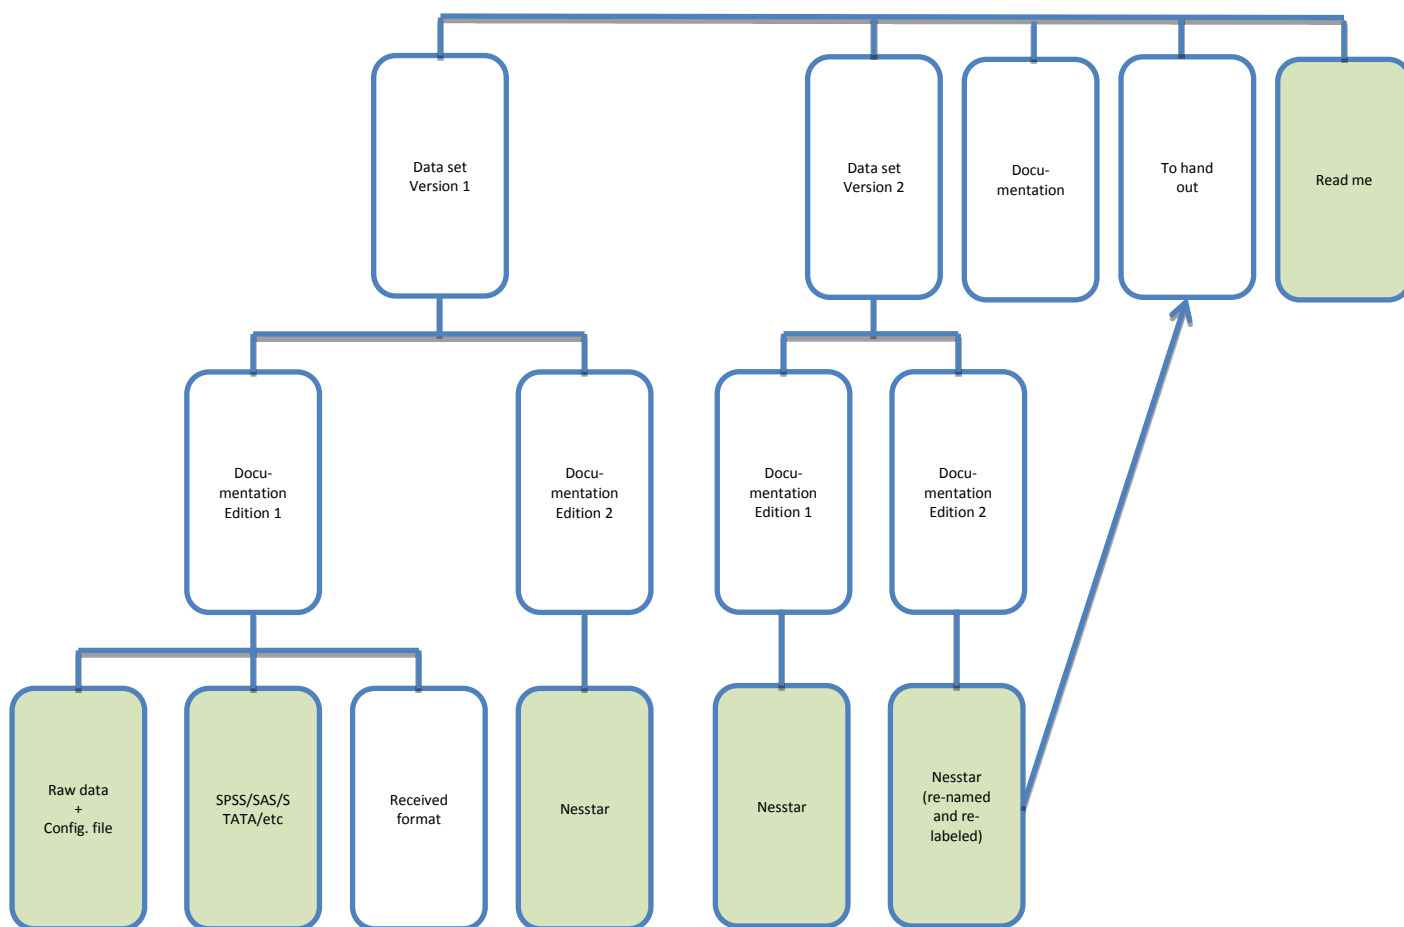 Data set
Version 1
Data set
Version 2
Docu-
mentation
To hand
out
Read me
Docu-
mentation
Edition 1
Docu-
mentation
Edition 2
Docu-
mentation
Edition 1
Docu-
mentation
Edition 2
Raw data
+
Config. file
SPSS/SAS/S
TATA/etc
Received
format
Nesstar
Nesstar
Nesstar
(re-named
and re-
labeled)